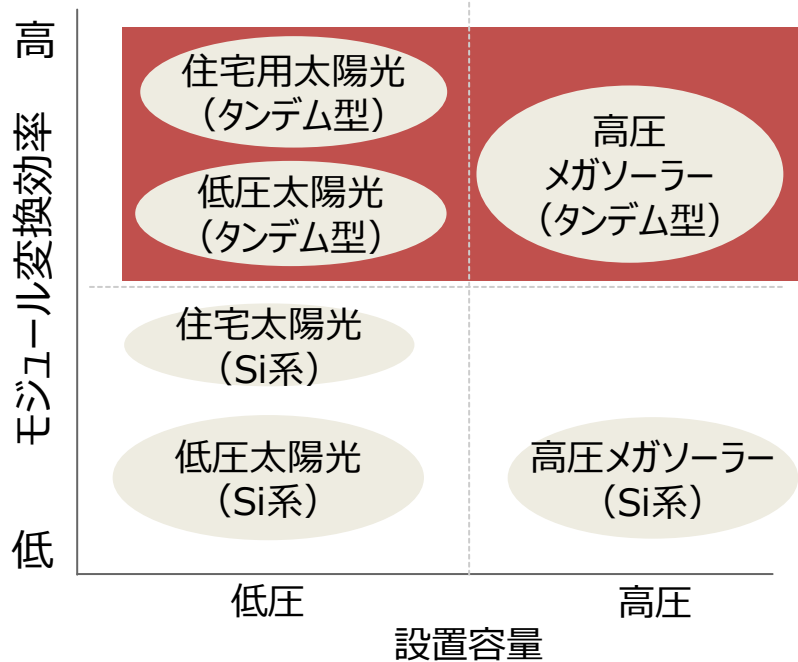 高
モジュール変換効率
低
住宅用太陽光
（タンデム型）
低圧太陽光
（タンデム型）
高圧
メガソーラー
（タンデム型）
住宅太陽光
（Si系）
低圧太陽光
（Si系）
高圧メガソーラー
（Si系）
低圧
高圧
設置容量